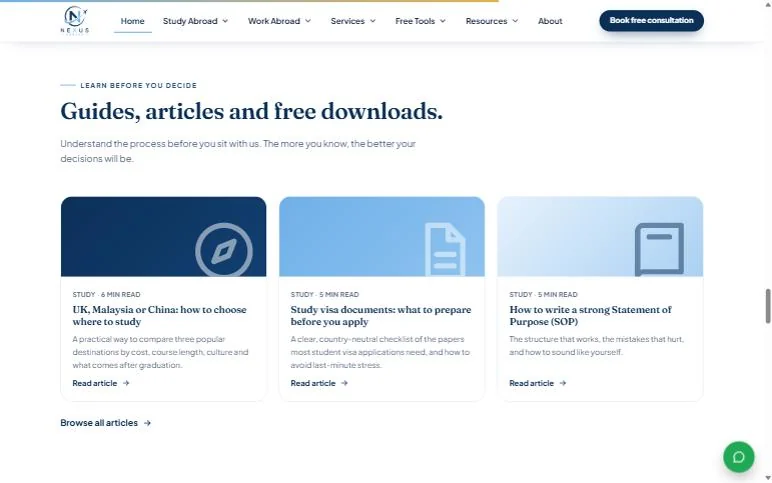 NEXUS
Home
Study Abroad
Work Abroad
Services
Free Tools
Resources
About
Book free consultation
LEARN BEFORE YOU DECIDE
Guides, articles and free downloads.
Understand the process before you sit with us. The more you know, the better your
decisions will be.
STUDY · 6 MIN READ
UK, Malaysia or China: how to choose
where to study
A practical way to compare three popular
destinations by cost, course length, culture and
what comes after graduation.
Read article →
STUDY · 5 MIN READ
Study visa documents: what to prepare
before you apply
A clear, country-neutral checklist of the papers
most student visa applications need, and how to
avoid last-minute stress.
Read article →
STUDY · 5 MIN READ
How to write a strong Statement of
Purpose (SOP)
The structure that works, the mistakes that hurt,
and how to sound like yourself.
Read article →
Browse all articles →